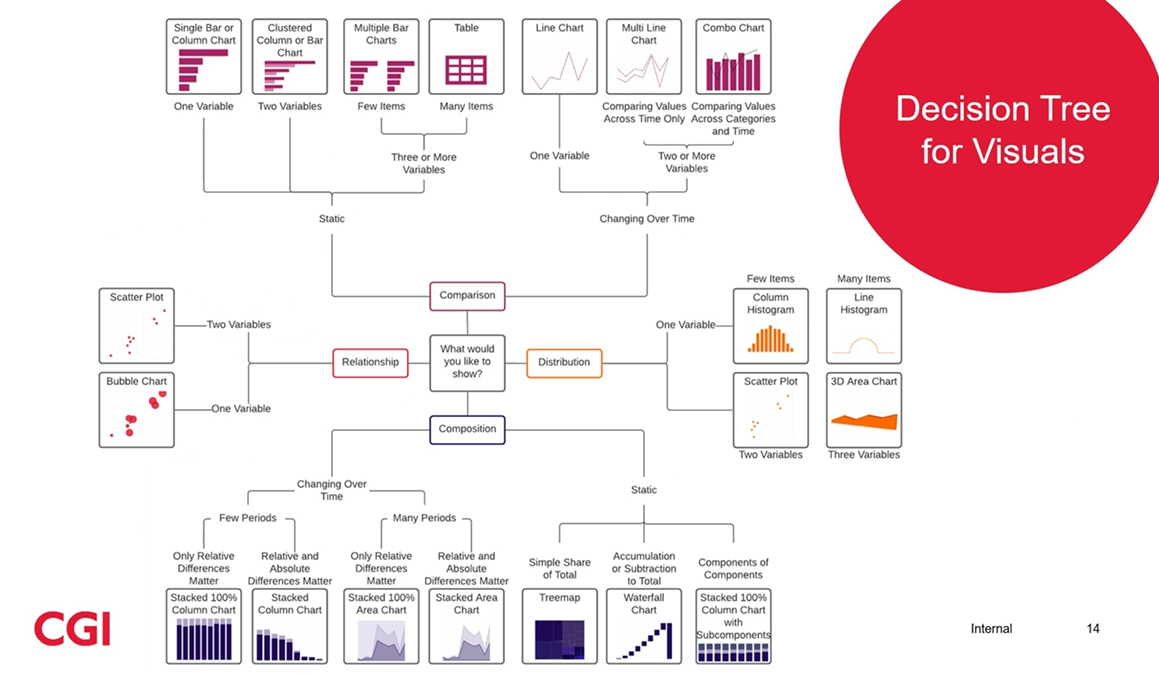 Decision Tree
for Visuals
Single Bar or
Column Chart
Clustered
Column or Bar
Chart
Multiple Bar
Charts
Table
Line Chart
Multi Line
Chart
Combo Chart
One Variable
Two Variables
Few Items
Many Items
Comparing Values
Across Time Only
Comparing Values
Across Categories
and Time
Three or More
Variables
One Variable
Two or More
Variables
Static
Changing Over Time
Comparison
What would
you like to
show?
Relationship
Distribution
Composition
Scatter Plot
Two Variables
Bubble Chart
One Variable
One Variable
Few Items
Column
Histogram
Many Items
Line
Histogram
Scatter Plot
Two Variables
3D Area Chart
Three Variables
Changing Over
Time
Static
Few Periods
Many Periods
Only Relative
Differences
Matter
Relative and
Absolute
Differences Matter
Only Relative
Differences
Matter
Relative and
Absolute
Differences Matter
Simple Share
of Total
Accumulation
or Subtraction
to Total
Components of
Components
Stacked 100%
Column Chart
Stacked
Column Chart
Stacked 100%
Area Chart
Stacked Area
Chart
Treemap
Waterfall
Chart
Stacked 100%
Column Chart
with
Subcomponents
CGI
Internal
14